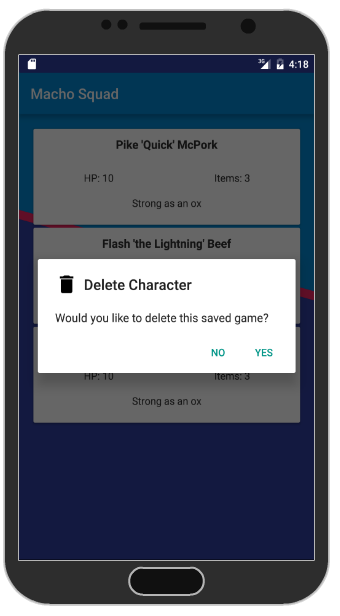 3G 4:18
Macho Squad
Pike 'Quick' McPork
HP: 10 Items: 3
Strong as an ox
Flash 'the Lightning' Beef
Delete Character
Would you like to delete this saved game?
NO YES
HP: 10 Items: 3
Strong as an ox